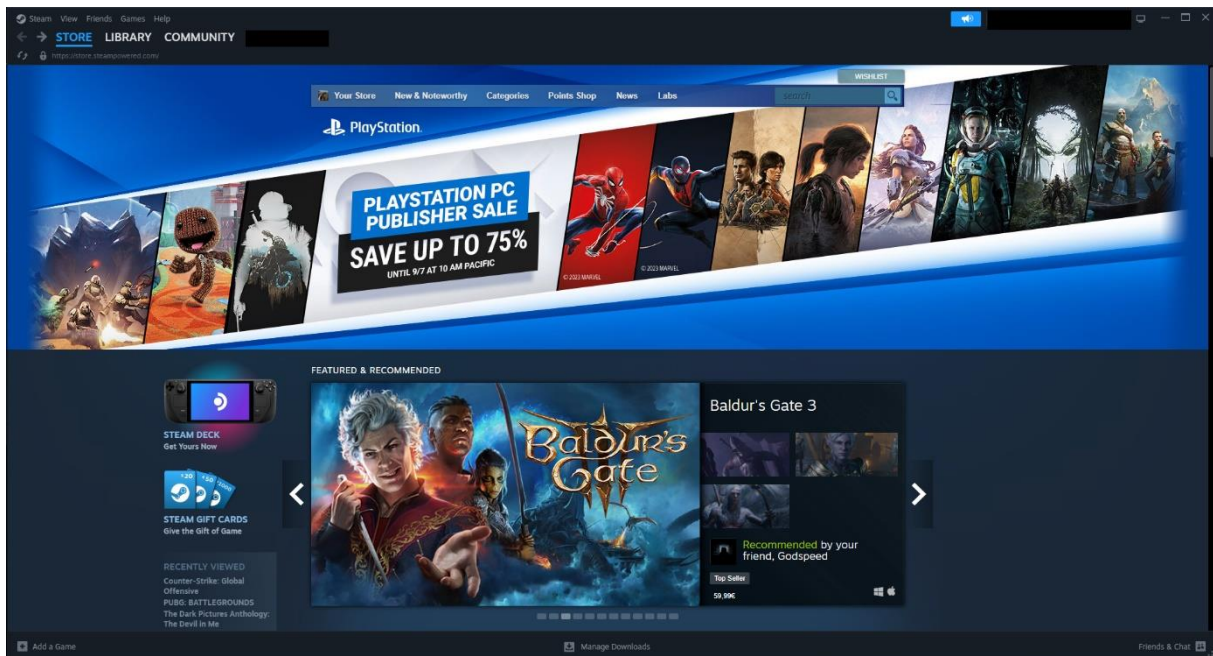 Steam View Friends Games Help
STORE LIBRARY COMMUNITY
https://store.steampowered.com/
WISHLIST
Your Store New & Noteworthy Categories Points Shop News Labs search
PlayStation
PLAYSTATION PC
PUBLISHER SALE
SAVE UP TO 75%
UNTIL 9/7 AT 10 AM PACIFIC
© 2023 MARVEL
© 2023 MARVEL
FEATURED & RECOMMENDED
STEAM DECK
Get Yours Now
STEAM GIFT CARDS
Give the Gift of Game
RECENTLY VIEWED
Counter-Strike: Global
Offensive
PUBG: BATTLEGROUNDS
The Dark Pictures Anthology:
The Devil in Me
Baldur's
Gate
III
Baldur's Gate 3
Recommended by your
friend, Godspeed
Top Seller
59,99€
Add a Game
Manage Downloads
Friends & Chat